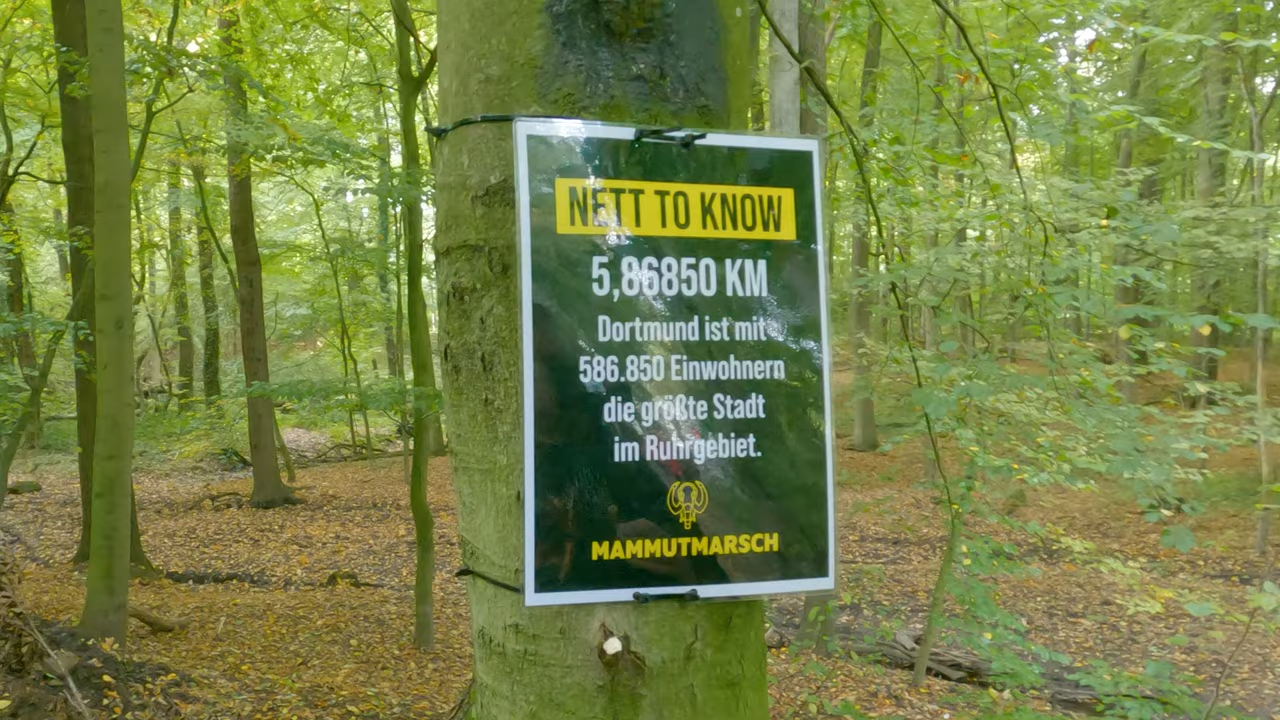 NETT TO KNOW
5,86850 KM
Dortmund ist mit
586.850 Einwohnern
die größte Stadt
im Ruhrgebiet.
MAMMUTMARSCH